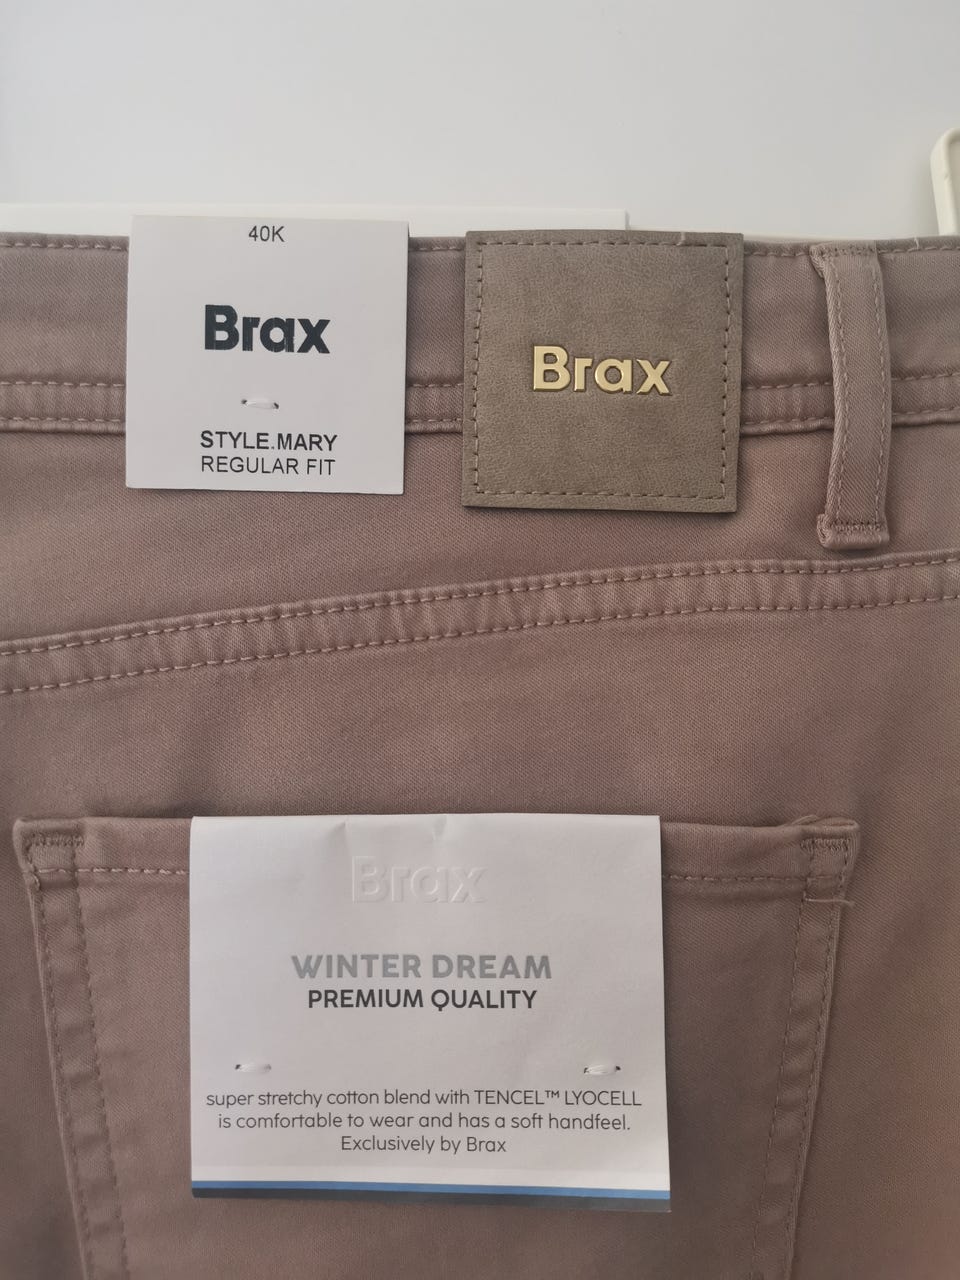 40K
Brax
STYLE.MARY
REGULAR FIT
Brax
Brax
WINTER DREAM
PREMIUM QUALITY
super stretchy cotton blend with TENCEL™ LYOCELL
is comfortable to wear and has a soft handfeel.
Exclusively by Brax